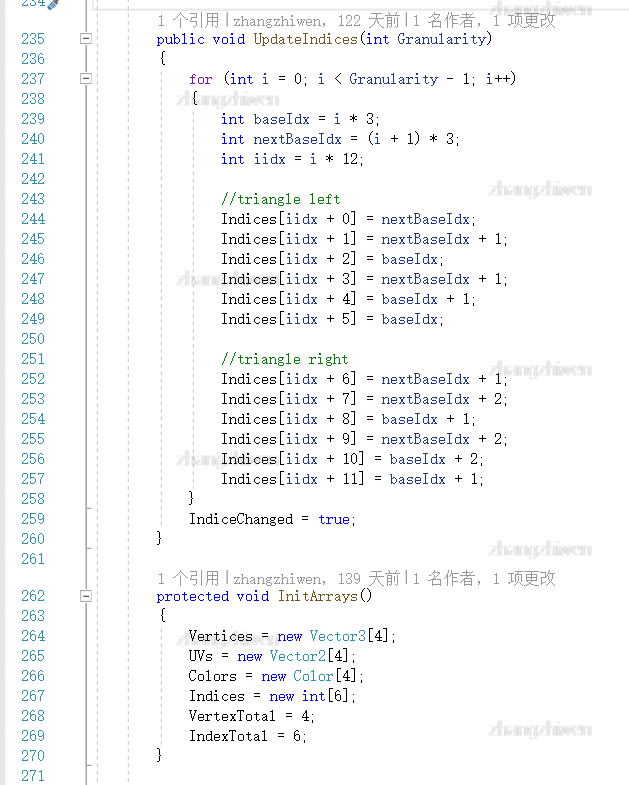 234
1 个引用|zhangzhiwen，122 天前|1 名作者，1 项更改
235 public void UpdateIndices(int Granularity)
236 {
237 for (int i = 0; i < Granularity - 1; i++)
238 {
239 int baseIdx = i * 3;
240 int nextBaseIdx = (i + 1) * 3;
241 int iidx = i * 12;
242
243 //triangle left
244 Indices[iidx + 0] = nextBaseIdx;
245 Indices[iidx + 1] = nextBaseIdx + 1;
246 Indices[iidx + 2] = baseIdx;
247 Indices[iidx + 3] = nextBaseIdx + 1;
248 Indices[iidx + 4] = baseIdx + 1;
249 Indices[iidx + 5] = baseIdx;
250
251 //triangle right
252 Indices[iidx + 6] = nextBaseIdx + 1;
253 Indices[iidx + 7] = nextBaseIdx + 2;
254 Indices[iidx + 8] = baseIdx + 1;
255 Indices[iidx + 9] = nextBaseIdx + 2;
256 Indices[iidx + 10] = baseIdx + 2;
257 Indices[iidx + 11] = baseIdx + 1;
258 }
259 IndiceChanged = true;
260 }
261
1 个引用|zhangzhiwen，139 天前|1 名作者，1 项更改
262 protected void InitArrays()
263 {
264 Vertices = new Vector3[4];
265 UVs = new Vector2[4];
266 Colors = new Color[4];
267 Indices = new int[6];
268 VertexTotal = 4;
269 IndexTotal = 6;
270 }
271
zhangzhiwen
zhangzhiwen
zhangzhiwen
zhangzhiwen
zhangzhiwen
zhangzhiwen
zhangzhiwen
zhangzhiwen
zhangzhiwen